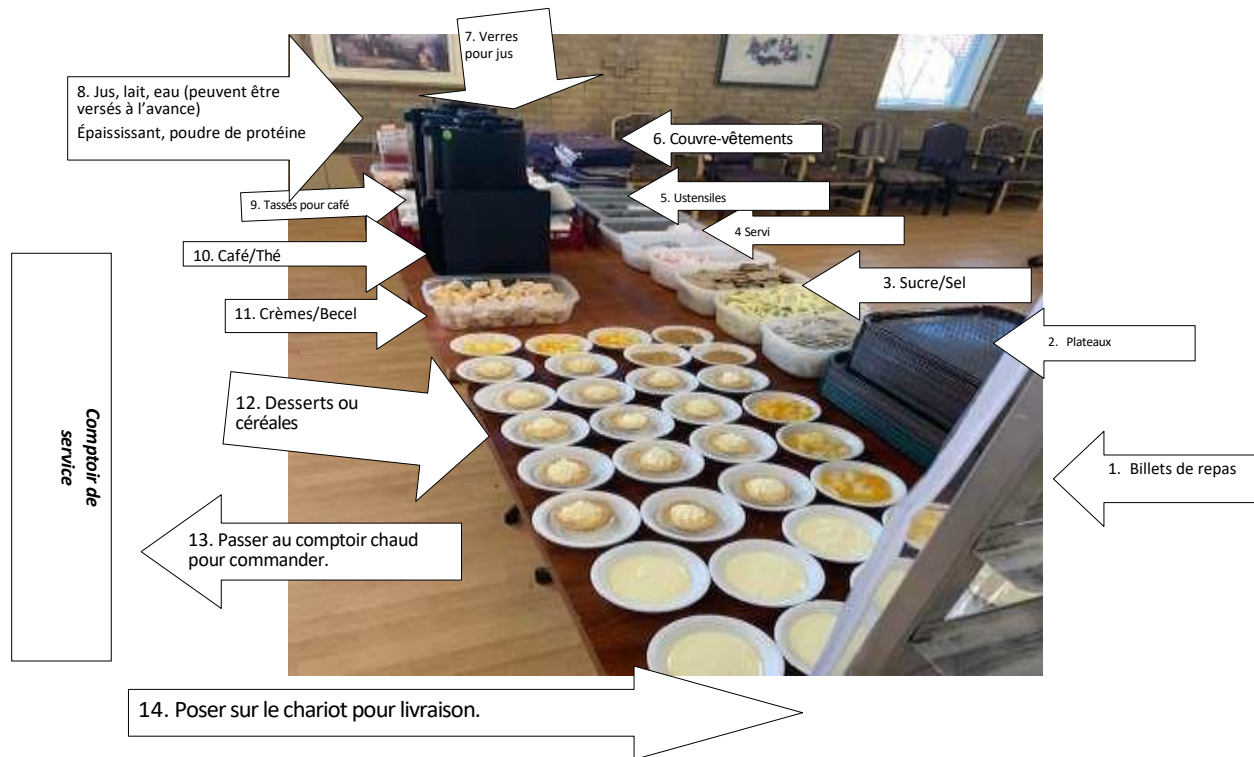 7. Verres
pour jus
8. Jus, lait, eau (peuvent être
versés à l’avance)
Épaississant, poudre de protéine
6. Couvre-vêtements
9. Tasses pour café
5. Ustensiles
4 Servi
10. Café/Thé
3. Sucre/Sel
11. Crèmes/Becel
2. Plateaux
12. Desserts ou
céréales
1. Billets de repas
Comptoir de
service
13. Passer au comptoir chaud
pour commander.
14. Poser sur le chariot pour livraison.